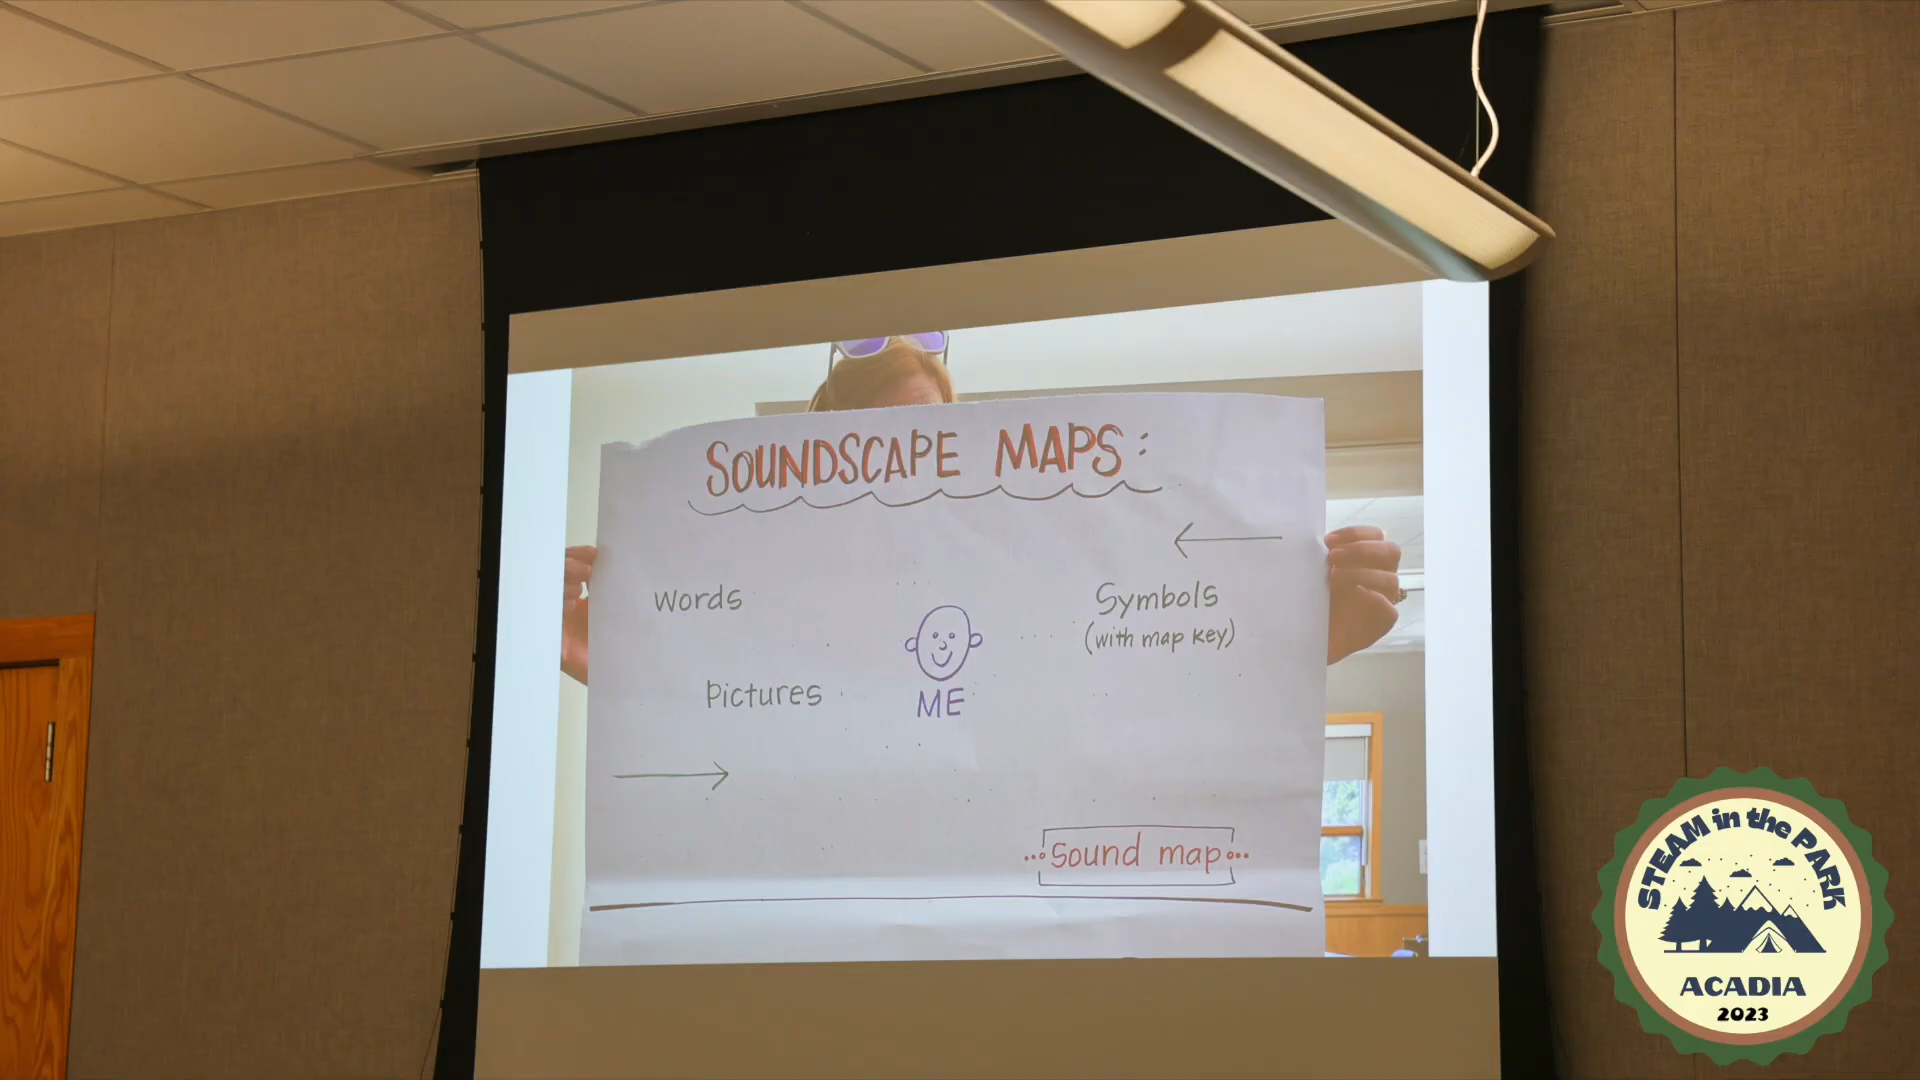 SOUNDSCAPE MAPS:
Words
Symbols
(with map key)
Pictures
ME
Sound map
STEAM in the PARK
ACADIA
2023